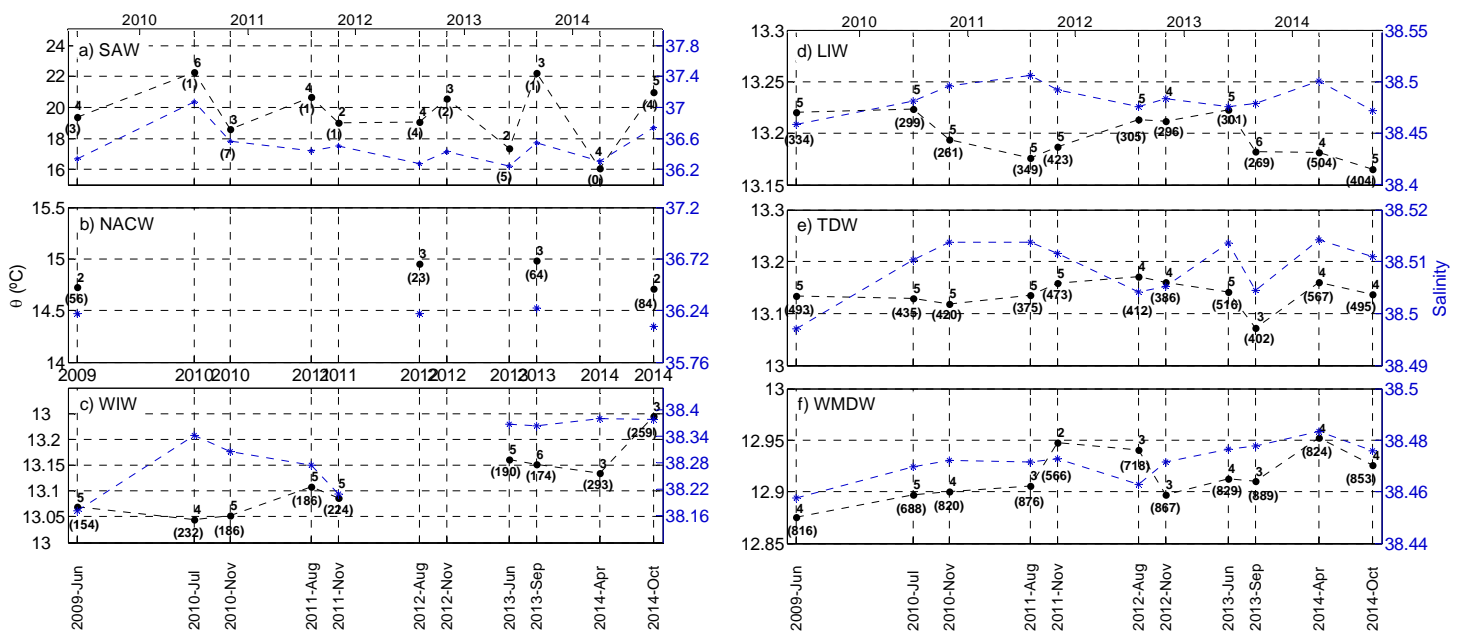 2010 2011 2012 2013 2014
a) SAW
24
22
20
18
16
37.8
37.4
37
36.6
36.2
4 6 3 4 2 4 3 2 3 4 5
(3) (1) (7) (1) (1) (4) (2) (5) (1) (0) (4)
b) NACW
15.5
15
14.5
14
37.2
36.72
36.24
35.76
2 3 3 2
(56) (23) (64) (84)
θ (ºC)
2009 2010 2010 2011 2011 2012 2012 2013 2013 2014 2014
c) WIW
13
13.2
13.15
13.1
13.05
13
38.4
38.34
38.28
38.22
38.16
5 4 5 5 5 5 6 3 3
(154) (232) (186) (186) (224) (190) (174) (293) (259)
2009-Jun
2010-Jul
2010-Nov
2011-Aug
2011-Nov
2012-Aug
2012-Nov
2013-Jun
2013-Sep
2014-Apr
2014-Oct
2010 2011 2012 2013 2014
d) LIW
13.3
13.25
13.2
13.15
38.55
38.5
38.45
38.4
5 5 5 5 5 5 4 5 6 4 5
(334) (299) (261) (349) (423) (305) (296) (301) (269) (504) (404)
e) TDW
13.3
13.2
13.1
13
38.52
38.51
38.5
38.49
5 5 5 5 5 4 4 5 3 4 4
(493) (435) (420) (375) (473) (412) (386) (516) (402) (567) (495)
Salinity
f) WMDW
13
12.95
12.9
12.85
38.5
38.48
38.46
38.44
4 5 4 3 2 3 3 4 3 4 4
(816) (688) (820) (876) (566) (718) (867) (829) (889) (824) (853)
2009-Jun
2010-Jul
2010-Nov
2011-Aug
2011-Nov
2012-Aug
2012-Nov
2013-Jun
2013-Sep
2014-Apr
2014-Oct